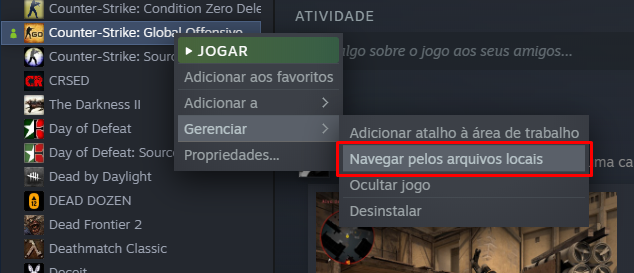 Counter-Strike: Condition Zero Dele
ATIVIDADE
Counter-Strike: Global Offensive
Counter-Strike: Sourc
JOGAR
algo sobre o jogo aos seus amigos...
CRSED
Adicionar aos favoritos
The Darkness II
Adicionar a
Day of Defeat
Gerenciar
Adicionar atalho à área de trabalho
Day of Defeat: Source
Propriedades...
Navegar pelos arquivos locais
ma ca
Dead by Daylight
Ocultar jogo
DEAD DOZEN
Desinstalar
Dead Frontier 2
Deathmatch Classic
Deceit